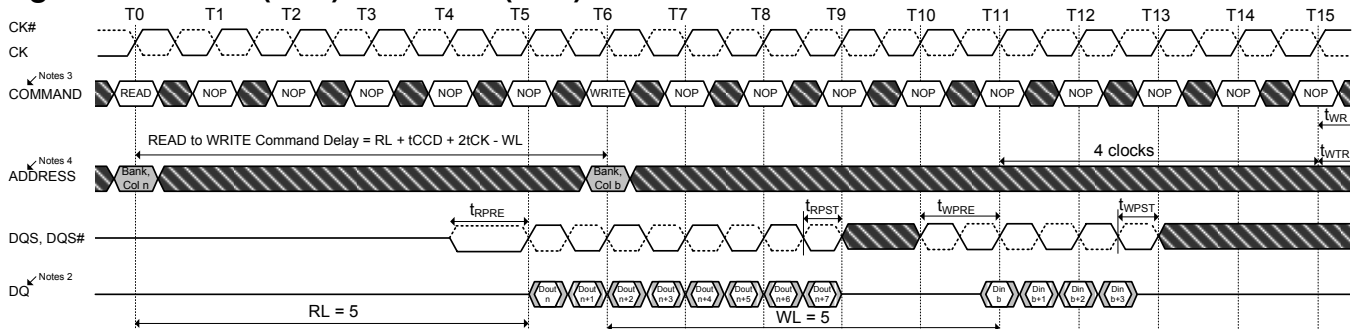 T0 T1 T2 T3 T4 T5 T6 T7 T8 T9 T10 T11 T12 T13 T14 T15
CK#
CK
Notes 3
COMMAND READ NOP NOP NOP NOP NOP WRITE NOP NOP NOP NOP NOP NOP NOP NOP NOP
tWR
READ to WRITE Command Delay = RL + tCCD + 2tCK - WL
4 clocks
tWTR
Notes 4
ADDRESS
Bank, Col n
Bank, Col b
tRPRE tRPST tWPRE tWPST
DQS, DQS#
Notes 2
DQ
Dout n Dout n+1 Dout n+2 Dout n+3 Dout n+4 Dout n+5 Dout n+6 Dout n+7 Din b Din b+1 Din b+2 Din b+3
RL = 5 WL = 5